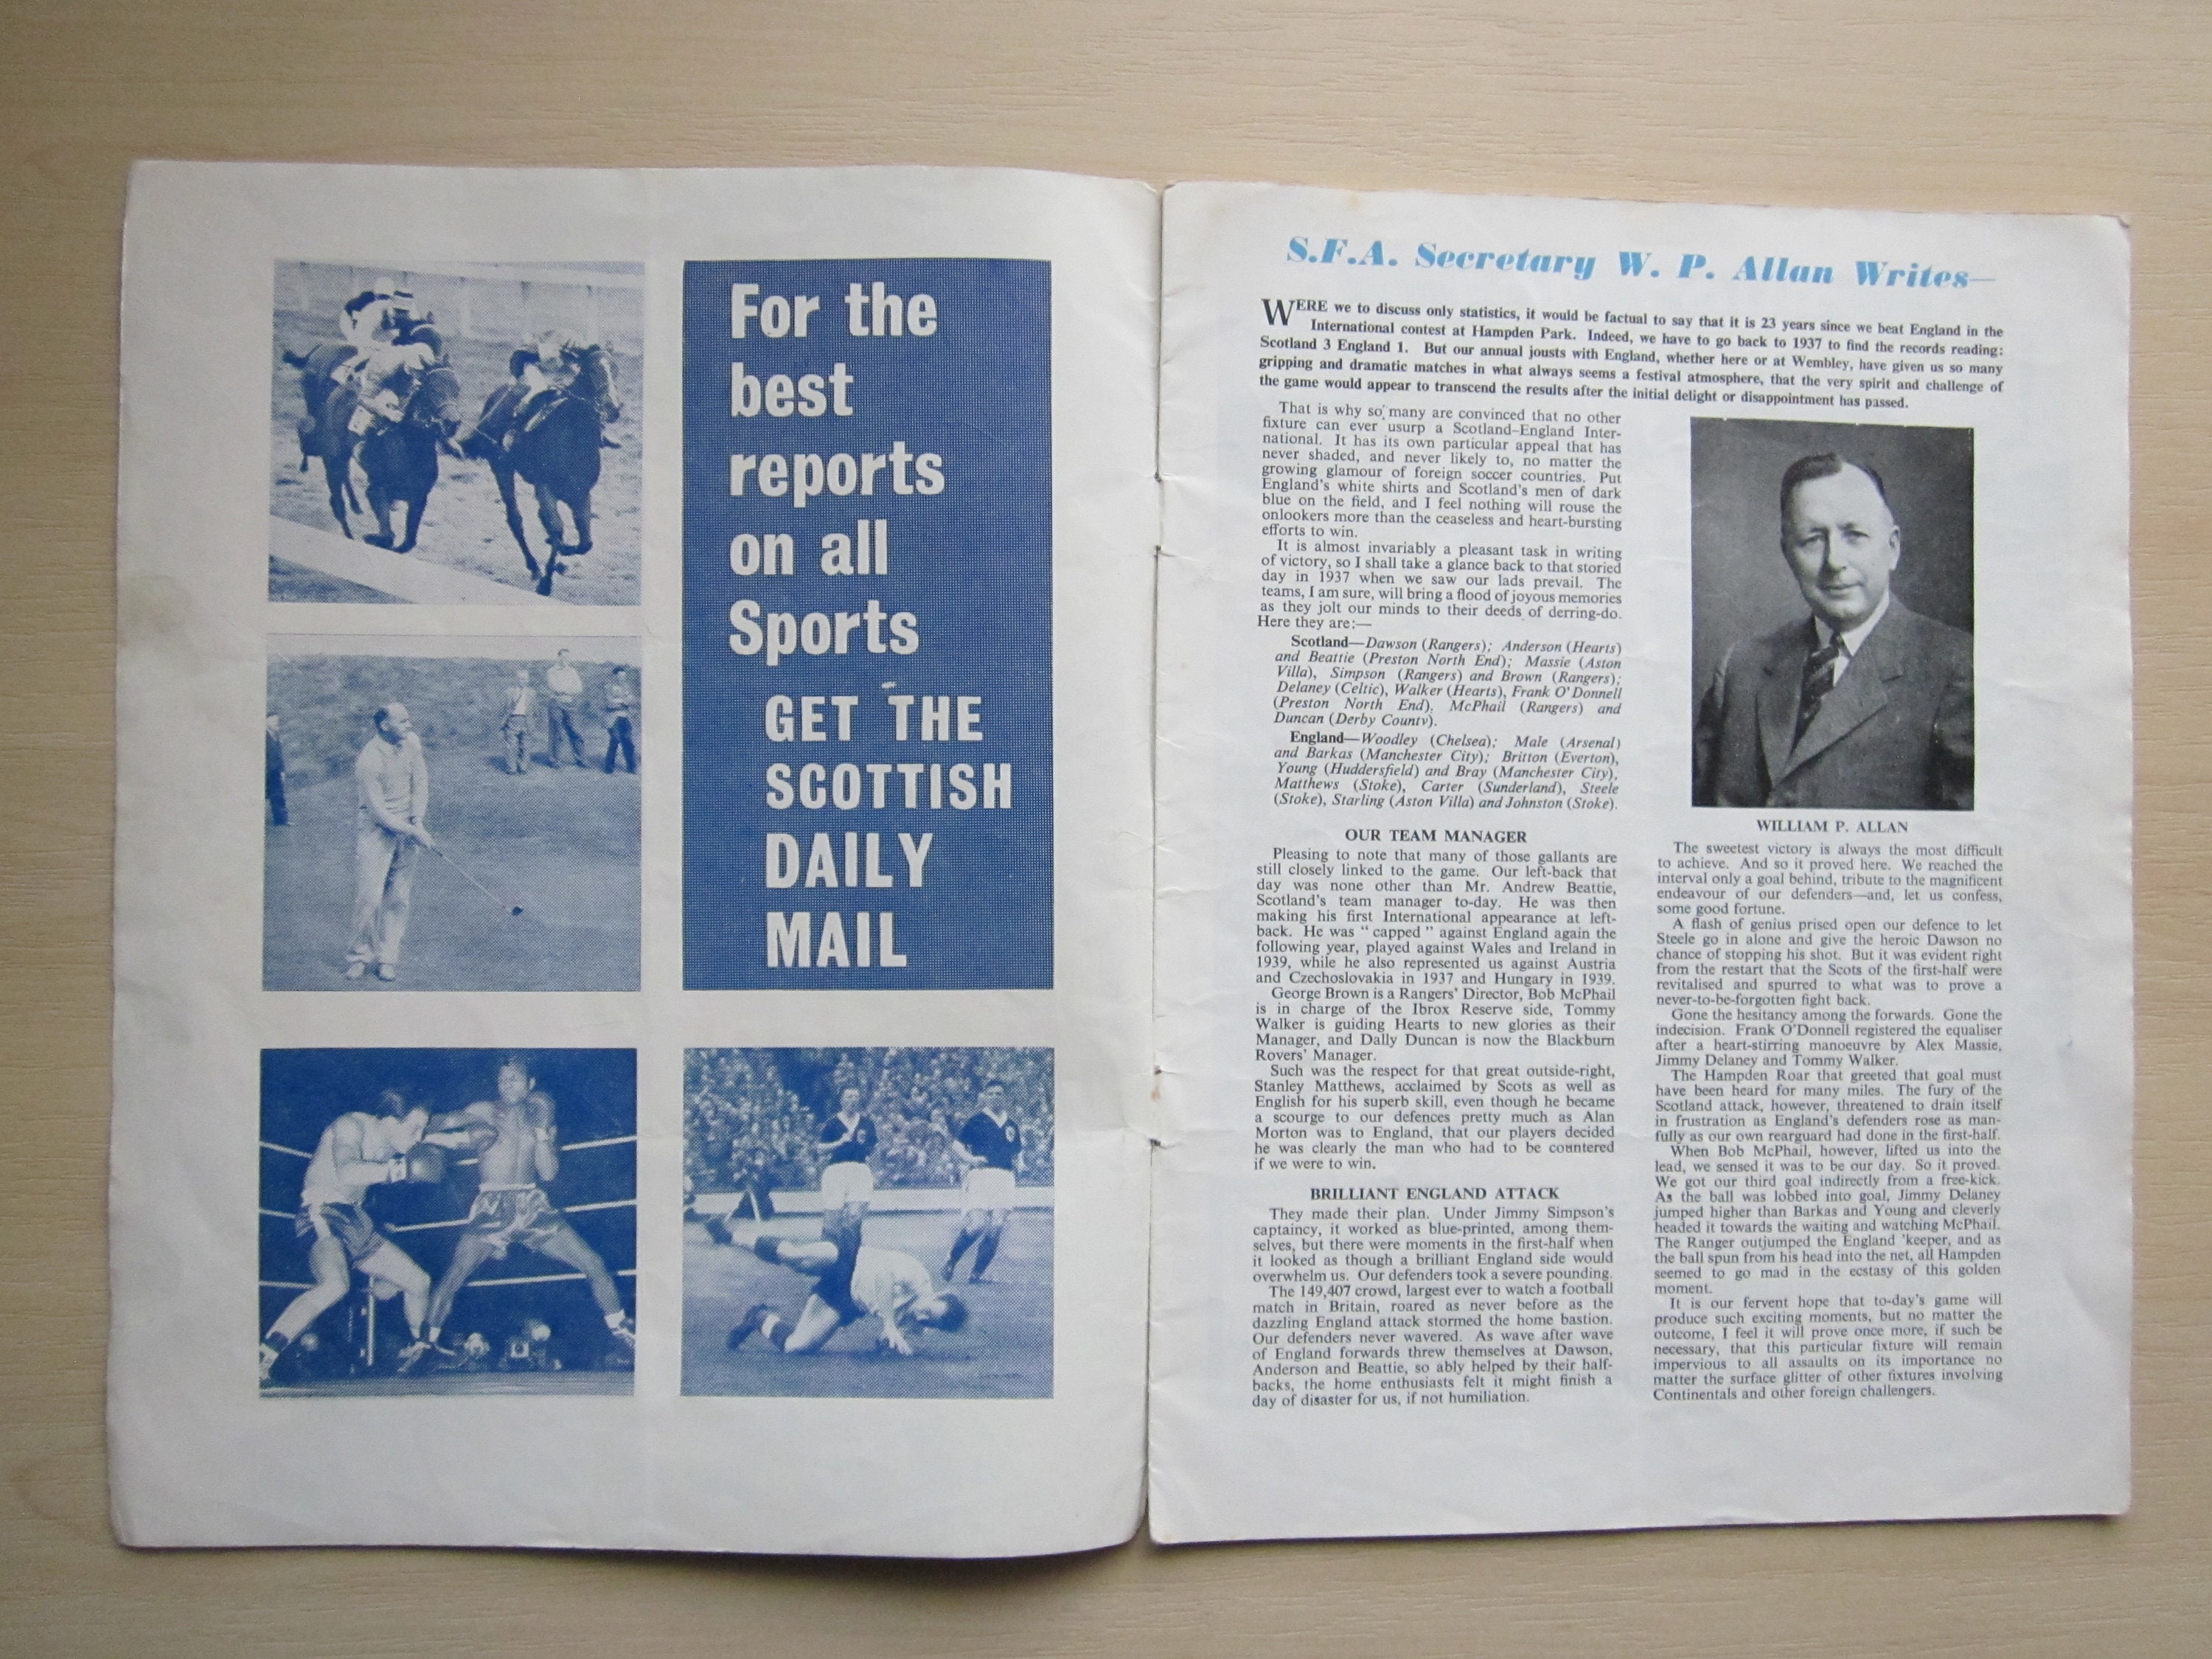 For the
best
reports
on all
Sports
GET THE
SCOTTISH
DAILY
MAIL
S.F.A. Secretary W. P. Allan Writes—
WERE we to discuss only statistics, it would be factual to say that it is 23 years since we beat England in the
International contest at Hampden Park. Indeed, we have to go back to 1937 to find the records reading:
Scotland 3 England 1. But our annual jousts with England, whether here or at Wembley, have given us so many
gripping and dramatic matches in what always seems a festival atmosphere, that the very spirit and challenge of
the game would appear to transcend the results after the initial delight or disappointment has passed.
That is why so many are convinced that no other
fixture can ever usurp a Scotland–England Inter-
national. It has its own particular appeal that has
never shaded, and never likely to, no matter the
growing glamour of foreign soccer countries. Put
England's white shirts and Scotland's men of dark
blue on the field, and I feel nothing will rouse the
onlookers more than the ceaseless and heart-bursting
efforts to win.
It is almost invariably a pleasant task in writing
of victory, so I shall take a glance back to that storied
day in 1937 when we saw our lads prevail. The
teams, I am sure, will bring a flood of joyous memories
as they jolt our minds to their deeds of derring-do.
Here they are:—
Scotland—Dawson (Rangers); Anderson (Hearts)
and Beattie (Preston North End); Massie (Aston
Villa), Simpson (Rangers) and Brown (Rangers);
Delaney (Celtic), Walker (Hearts), Frank O'Donnell
(Preston North End), McPhail (Rangers) and
Duncan (Derby County).
England—Woodley (Chelsea); Male (Arsenal)
and Barkas (Manchester City); Britton (Everton),
Young (Huddersfield) and Bray (Manchester City),
Matthews (Stoke), Carter (Sunderland), Steele
(Stoke), Starling (Aston Villa) and Johnston (Stoke).
OUR TEAM MANAGER
Pleasing to note that many of those gallants are
still closely linked to the game. Our left-back that
day was none other than Mr. Andrew Beattie,
Scotland's team manager to-day. He was then
making his first International appearance at left-
back. He was " capped " against England again the
following year, played against Wales and Ireland in
1939, while he also represented us against Austria
and Czechoslovakia in 1937 and Hungary in 1939.
George Brown is a Rangers' Director, Bob McPhail
is in charge of the Ibrox Reserve side, Tommy
Walker is guiding Hearts to new glories as their
Manager, and Dally Duncan is now the Blackburn
Rovers' Manager.
Such was the respect for that great outside-right,
Stanley Matthews, acclaimed by Scots as well as
English for his superb skill, even though he became
a scourge to our defences pretty much as Alan
Morton was to England, that our players decided
he was clearly the man who had to be countered
if we were to win.
BRILLIANT ENGLAND ATTACK
They made their plan. Under Jimmy Simpson's
captaincy, it worked as blue-printed, among them-
selves, but there were moments in the first-half when
it looked as though a brilliant England side would
overwhelm us. Our defenders took a severe pounding.
The 149,407 crowd, largest ever to watch a football
match in Britain, roared as never before as the
dazzling England attack stormed the home bastion.
Our defenders never wavered. As wave after wave
of England forwards threw themselves at Dawson,
Anderson and Beattie, so ably helped by their half-
backs, the home enthusiasts felt it might finish a
day of disaster for us, if not humiliation.
WILLIAM P. ALLAN
The sweetest victory is always the most difficult
to achieve. And so it proved here. We reached the
interval only a goal behind, tribute to the magnificent
endeavour of our defenders—and, let us confess,
some good fortune.
A flash of genius prised open our defence to let
Steele go in alone and give the heroic Dawson no
chance of stopping his shot. But it was evident right
from the restart that the Scots of the first-half were
revitalised and spurred to what was to prove a
never-to-be-forgotten fight back.
Gone the hesitancy among the forwards. Gone the
indecision. Frank O'Donnell registered the equaliser
after a heart-stirring manoeuvre by Alex Massie,
Jimmy Delaney and Tommy Walker.
The Hampden Roar that greeted that goal must
have been heard for many miles. The fury of the
Scotland attack, however, threatened to drain itself
in frustration as England's defenders rose as man-
fully as our own rearguard had done in the first-half.
When Bob McPhail, however, lifted us into the
lead, we sensed it was to be our day. So it proved.
We got our third goal indirectly from a free-kick.
As the ball was lobbed into goal, Jimmy Delaney
jumped higher than Barkas and Young and cleverly
headed it towards the waiting and watching McPhail.
The Ranger outjumped the England 'keeper, and as
the ball spun from his head into the net, all Hampden
seemed to go mad in the ecstasy of this golden
moment.
It is our fervent hope that to-day's game will
produce such exciting moments, but no matter the
outcome, I feel it will prove once more, if such be
necessary, that this particular fixture will remain
impervious to all assaults on its importance no
matter the surface glitter of other fixtures involving
Continentals and other foreign challengers.